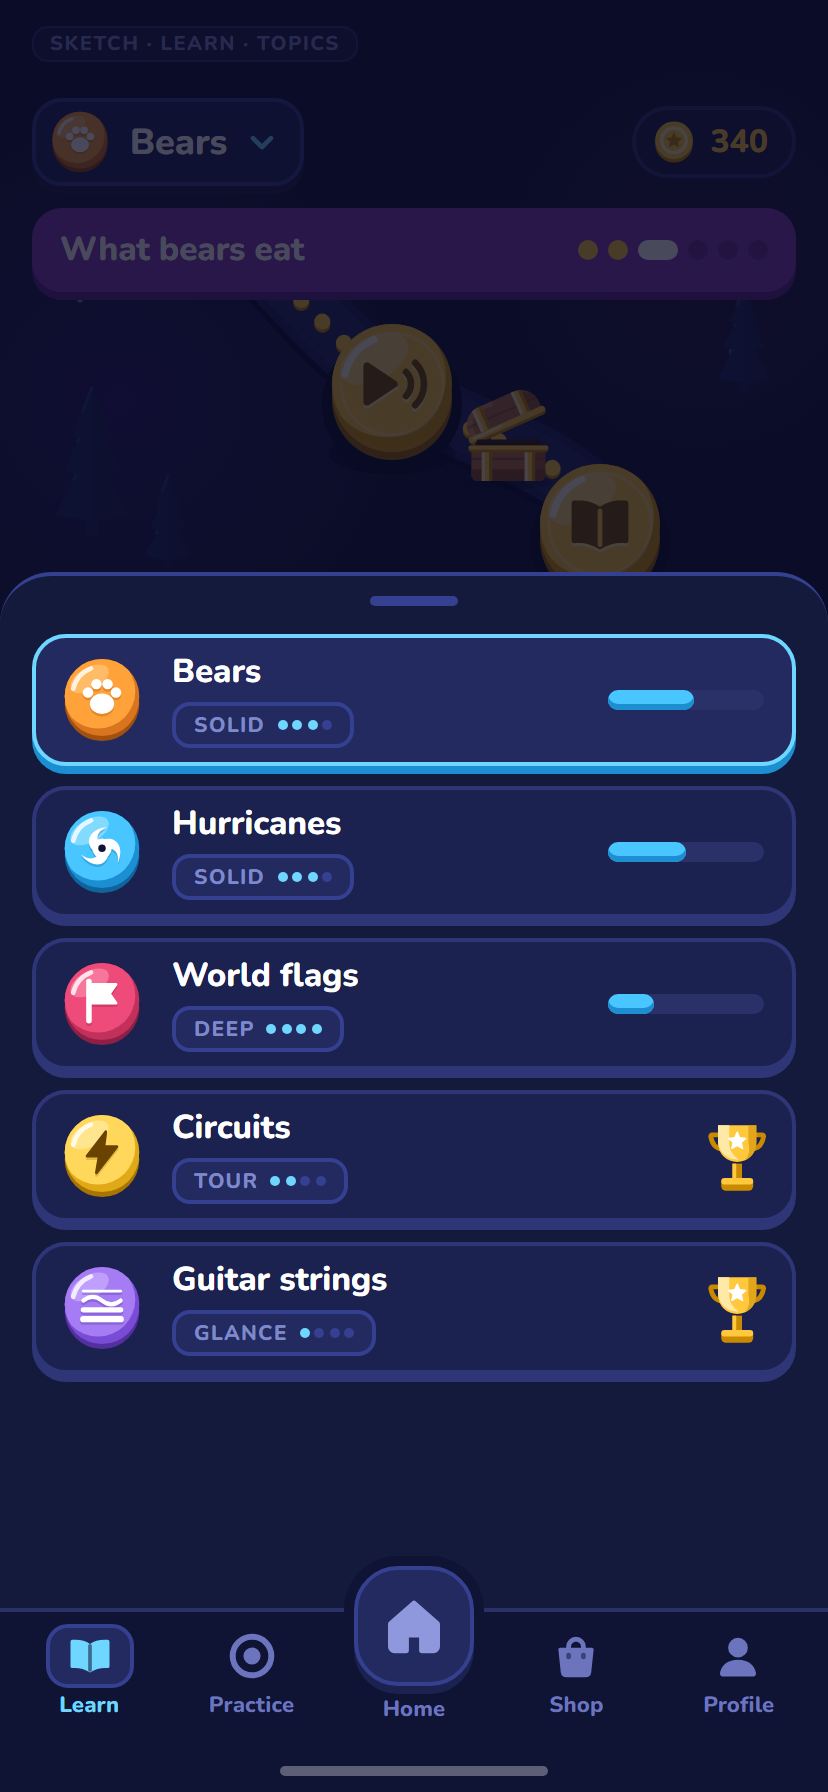 SKETCH · LEARN · TOPICS
Bears
340
What bears eat
Bears
SOLID
Hurricanes
SOLID
World flags
DEEP
Circuits
TOUR
Guitar strings
GLANCE
Learn
Practice
Home
Shop
Profile